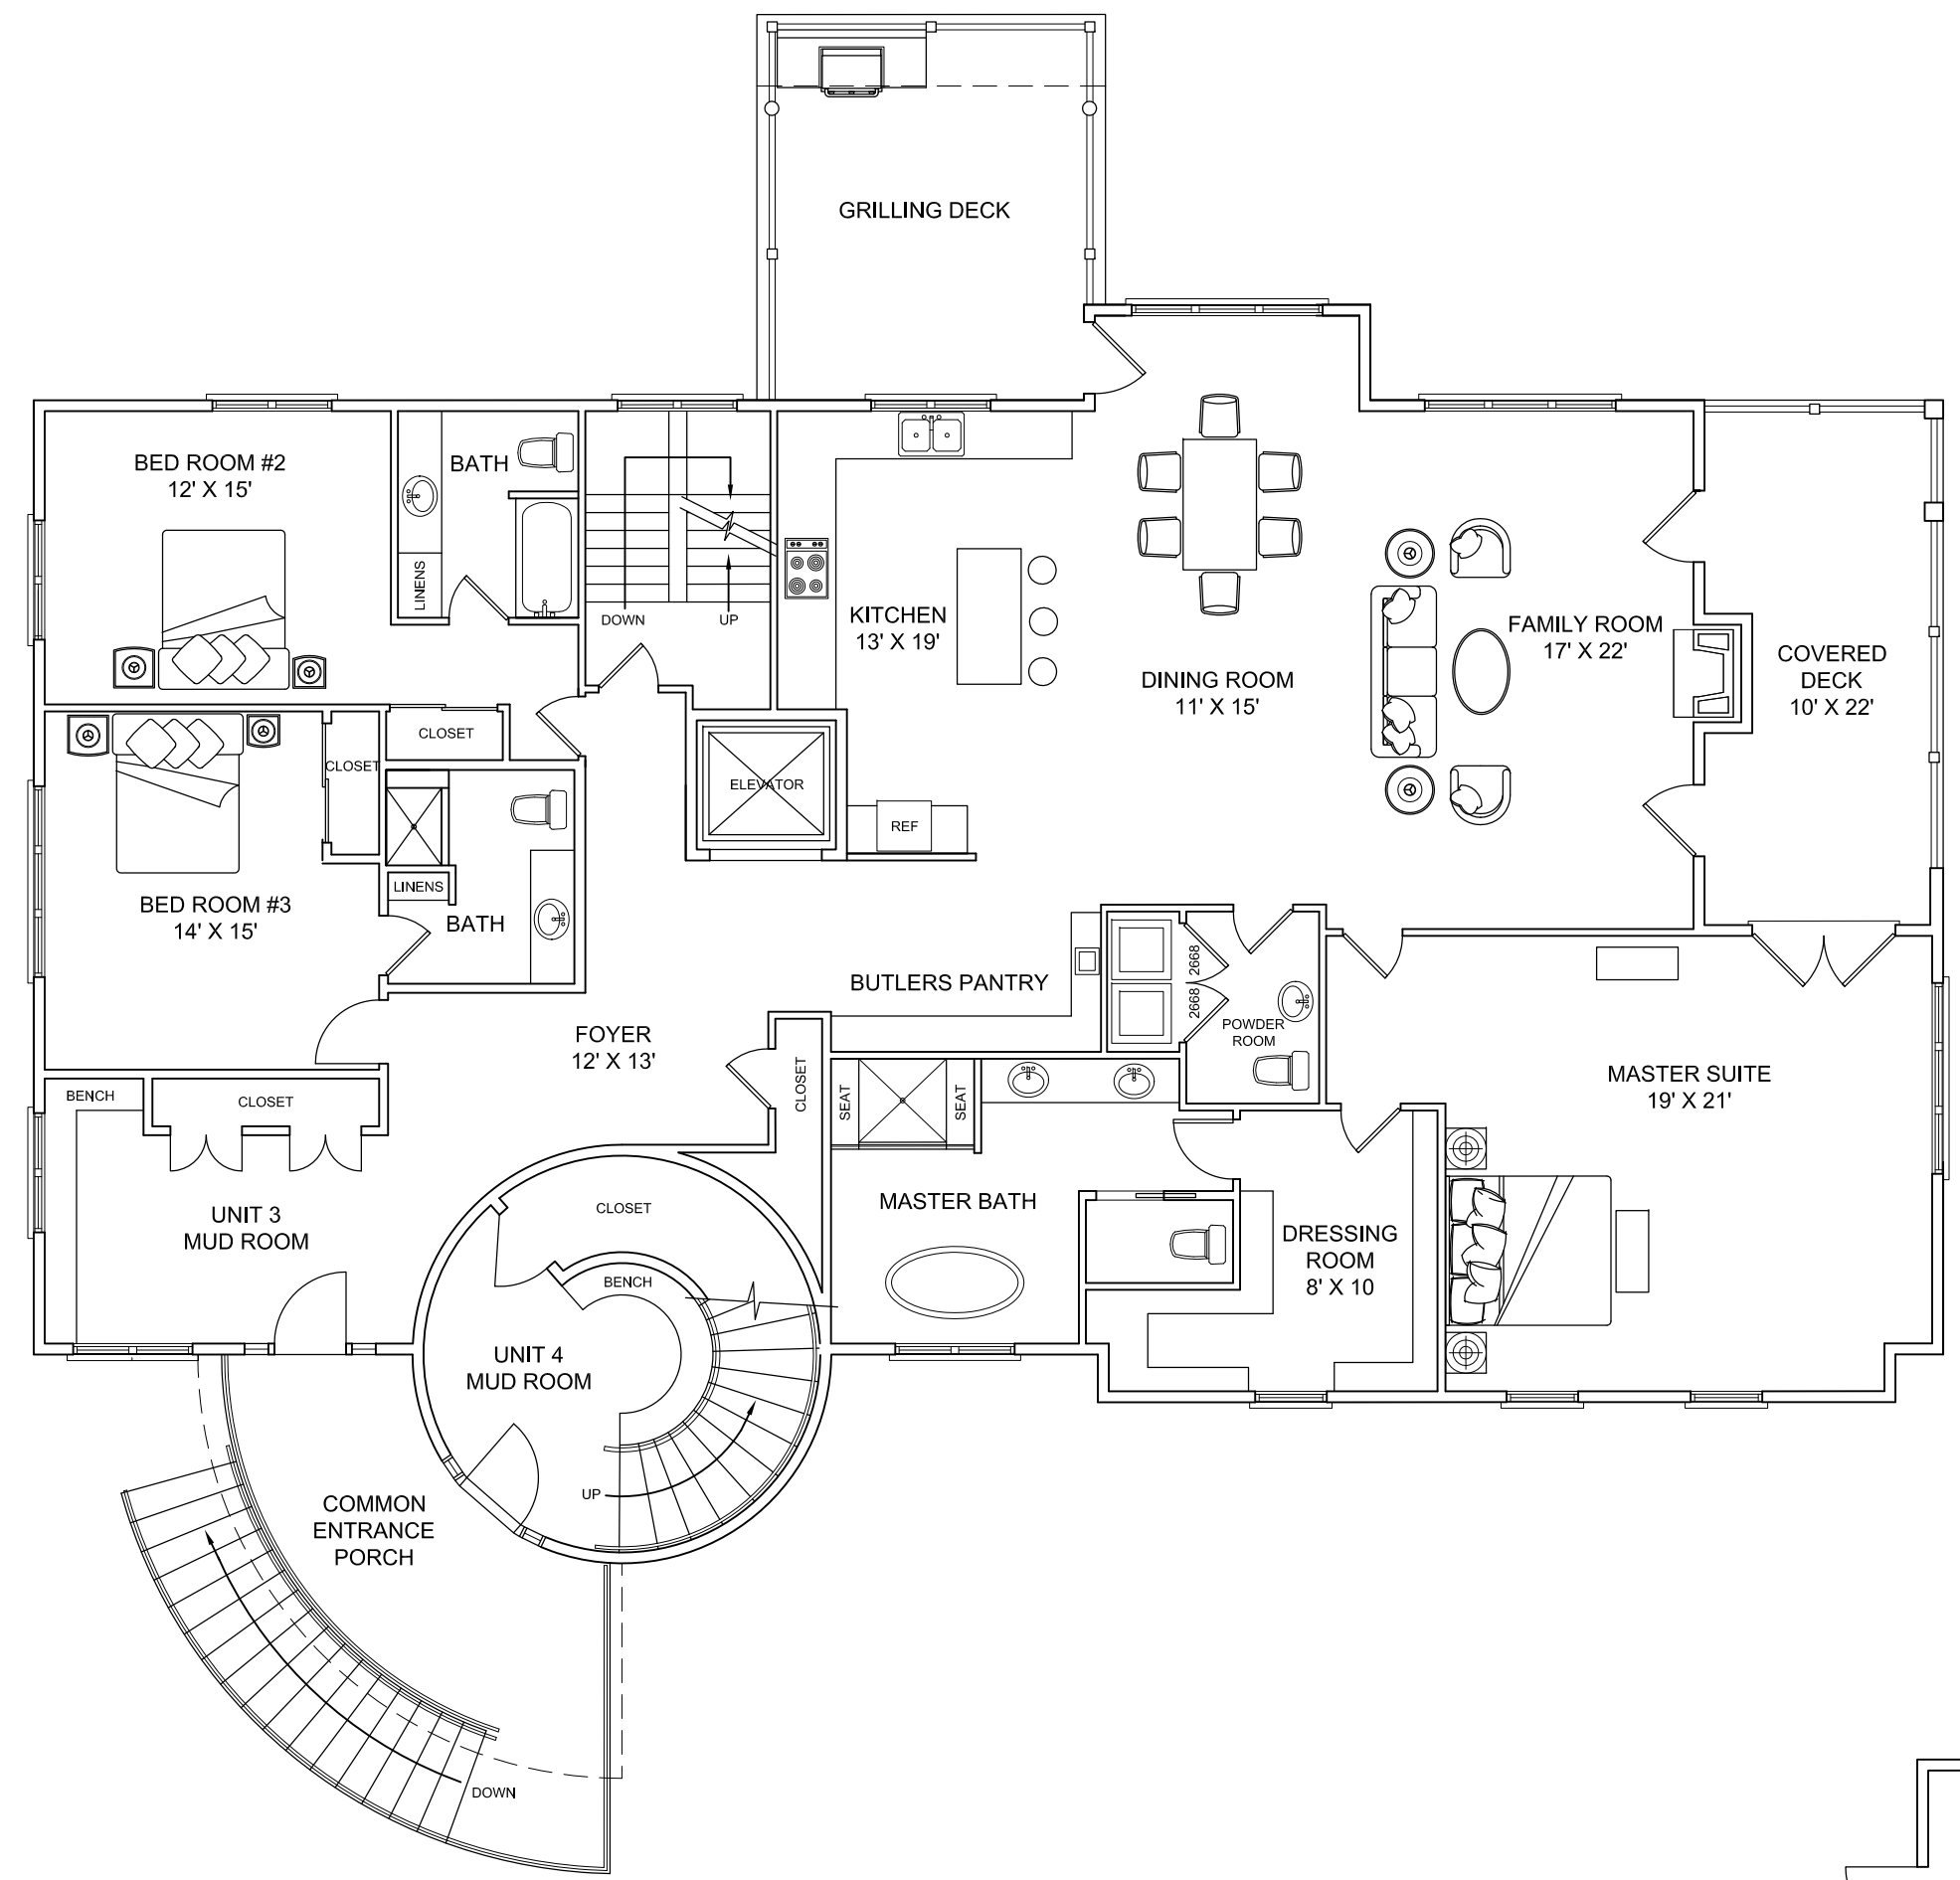 GRILLING DECK
BED ROOM #2
12' X 15'
BATH
LINENS
DOWN
UP
KITCHEN
13' X 19'
DINING ROOM
11' X 15'
FAMILY ROOM
17' X 22'
COVERED
DECK
10' X 22'
CLOSET
CLOSET
ELEVATOR
REF
LINENS
BATH
BED ROOM #3
14' X 15'
BUTLERS PANTRY
2668
2668
POWDER
ROOM
FOYER
12' X 13'
CLOSET
SEAT
SEAT
MASTER SUITE
19' X 21'
BENCH
CLOSET
UNIT 3
MUD ROOM
CLOSET
BENCH
MASTER BATH
DRESSING
ROOM
8' X 10
UNIT 4
MUD ROOM
UP
COMMON
ENTRANCE
PORCH
DOWN